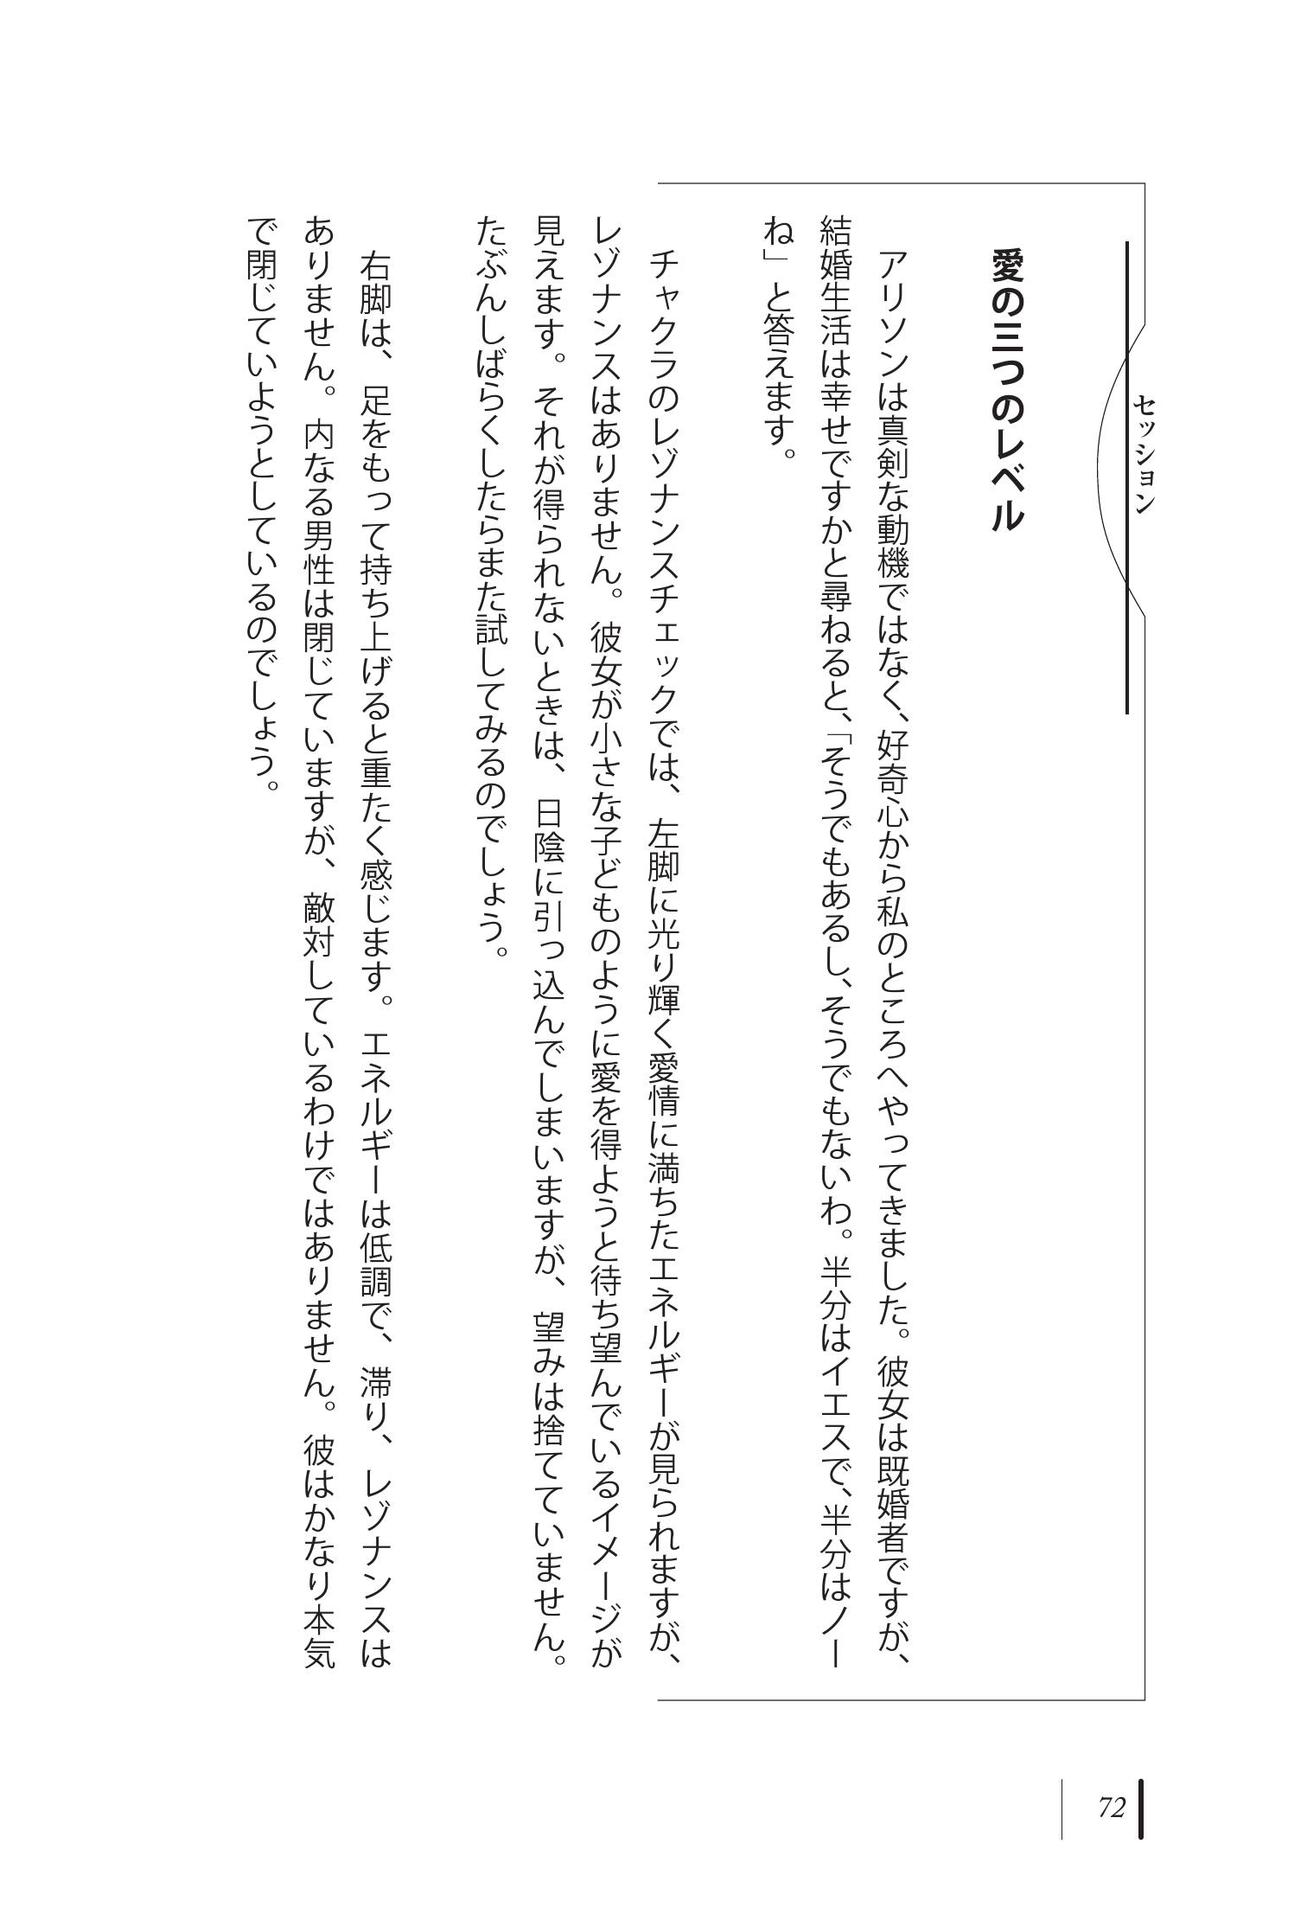 セッション
愛の三つのレベル
アリソンは真剣な動機ではなく、好奇心から私のところへやってきました。彼女は既婚者ですが、
結婚生活は幸せですかと尋ねると、「そうでもあるし、そうでもないわ。半分はイエスで、半分はノー
ね」と答えます。
チャクラのレゾナンスチェックでは、左脚に光り輝く愛情に満ちたエネルギーが見られますが、
レゾナンスはありません。彼女が小さな子どものように愛を得ようと待ち望んでいるイメージが
見えます。それが得られないときは、日陰に引っ込んでしまいますが、望みは捨てていません。
たぶんしばらくしたらまた試してみるのでしょう。
右脚は、足をもって持ち上げると重たく感じます。エネルギーは低調で、滞り、レゾナンスは
ありません。内なる男性は閉じていますが、敵対しているわけではありません。彼はかなり本気
で閉じていようとしているのでしょう。
72